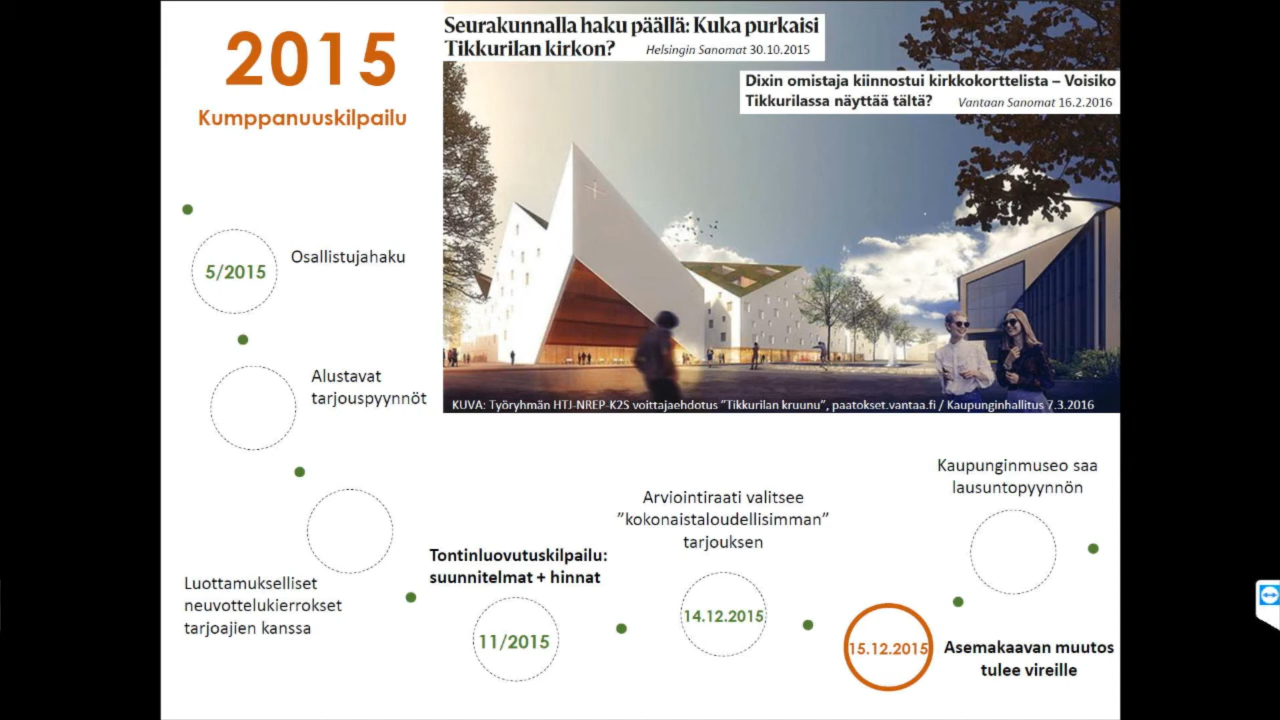 2015
Kumppanuuskilpailu
Seurakunnalla haku päällä: Kuka purkaisi
Tikkurilan kirkon? Helsingin Sanomat 30.10.2015
Dixin omistaja kiinnostui kirkkokorttelista – Voisiko
Tikkurilassa näyttää tältä? Vantaan Sanomat 16.2.2016
KUVA: Työryhmän HTJ-NREP-K2S voittajaehdotus ”Tikkurilan kruunu”, paatokset.vantaa.fi / Kaupunginhallitus 7.3.2016
5/2015
Osallistujahaku
Alustavat
tarjouspyynnöt
Luottamukselliset
neuvottelukierrokset
tarjoajien kanssa
Tontinluovutuskilpailu:
suunnitelmat + hinnat
11/2015
Arviointiraati valitsee
”kokonaistaloudellisimman”
tarjouksen
14.12.2015
15.12.2015
Asemakaavan muutos
tulee vireille
Kaupunginmuseo saa
lausuntopyynnön